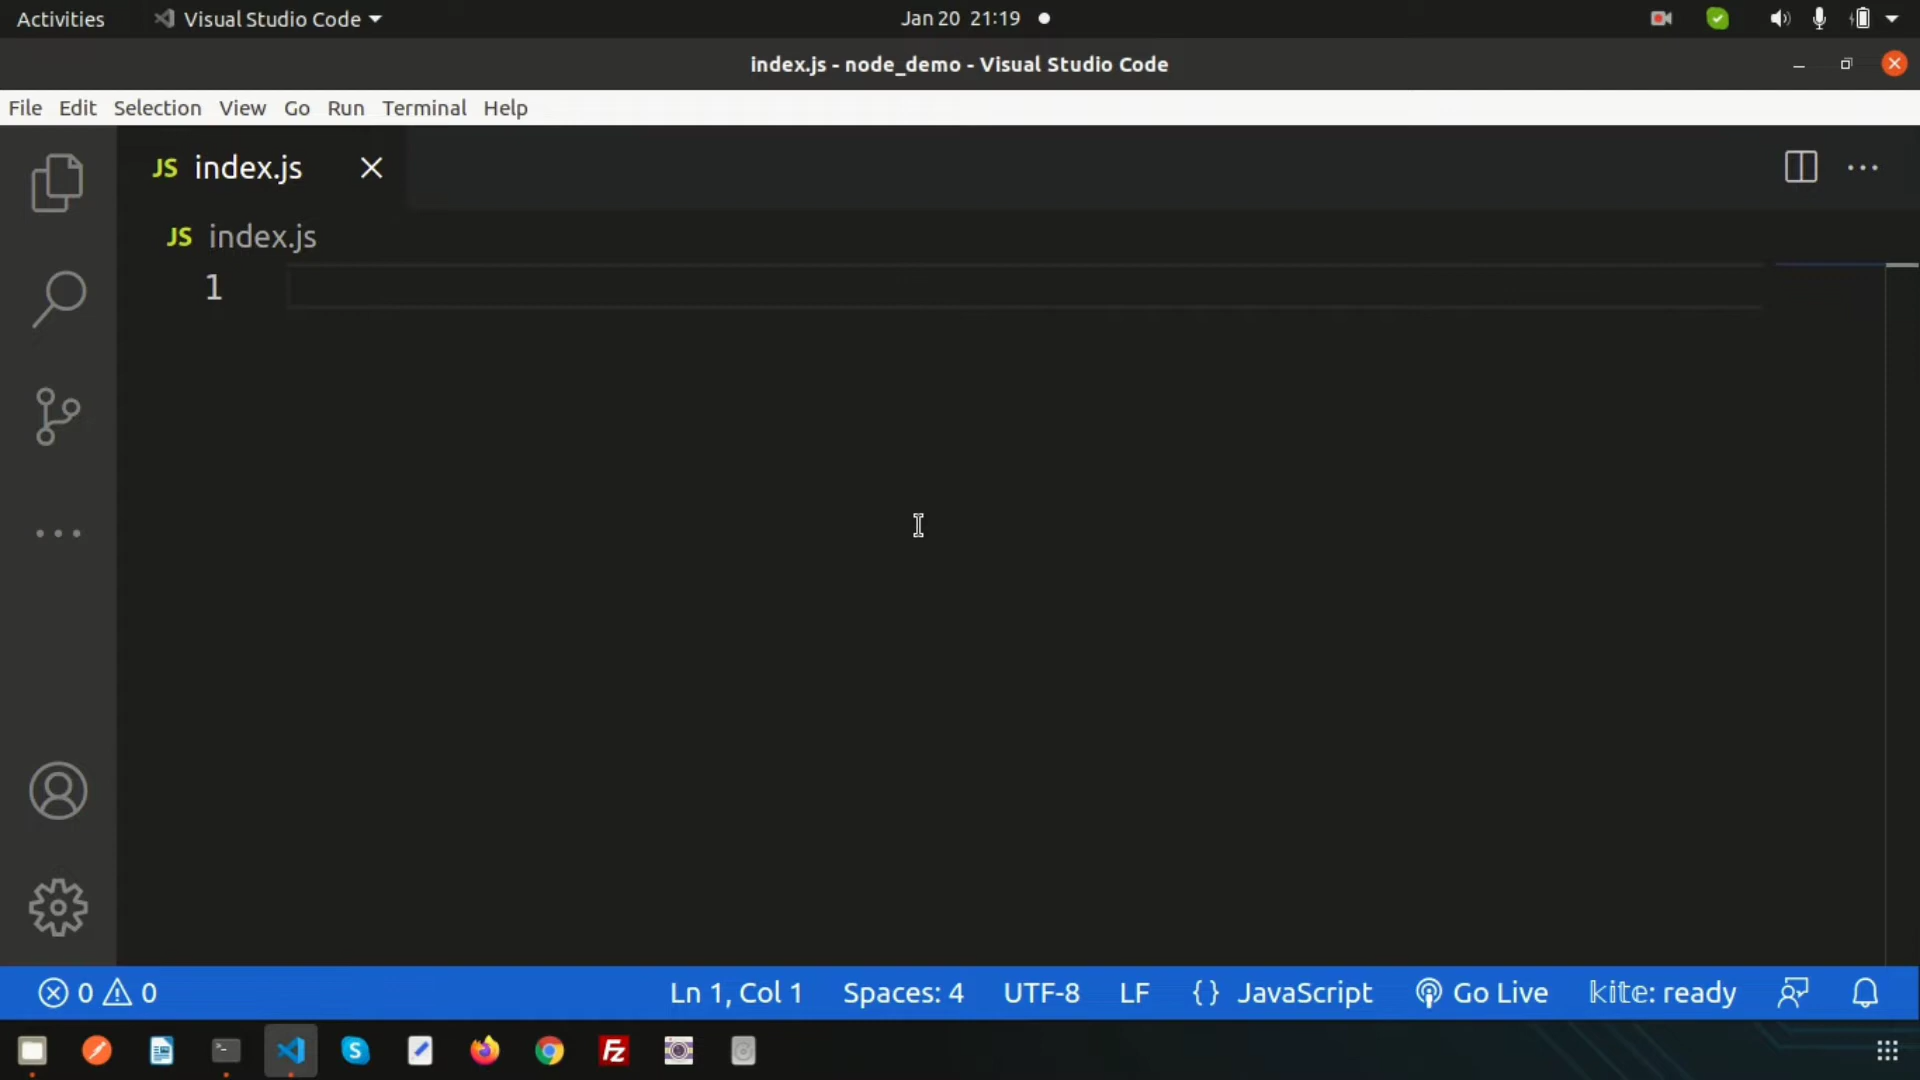 Activities Visual Studio Code Jan 20 21:19
index.js - node_demo - Visual Studio Code
File Edit Selection View Go Run Terminal Help
JS index.js
JS index.js
1
0 0 Ln 1, Col 1 Spaces: 4 UTF-8 LF {} JavaScript Go Live kite: ready
S Fz